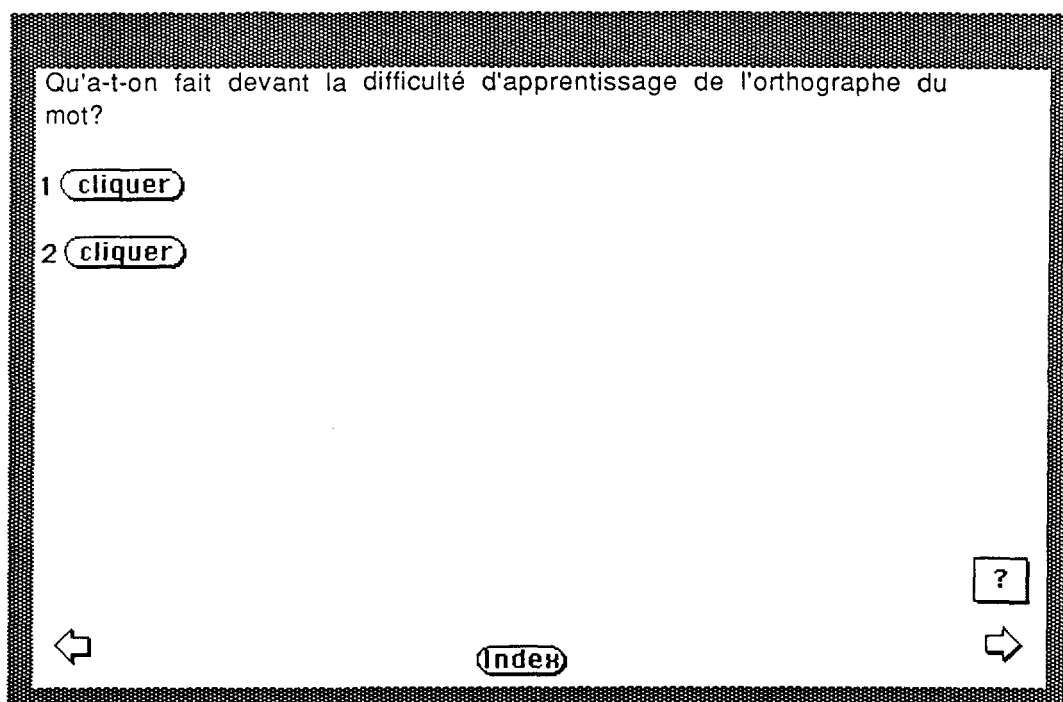 Qu'a-t-on fait devant la difficulté d'apprentissage de l'orthographe du
mot?
1 cliquer
2 cliquer
?
Index